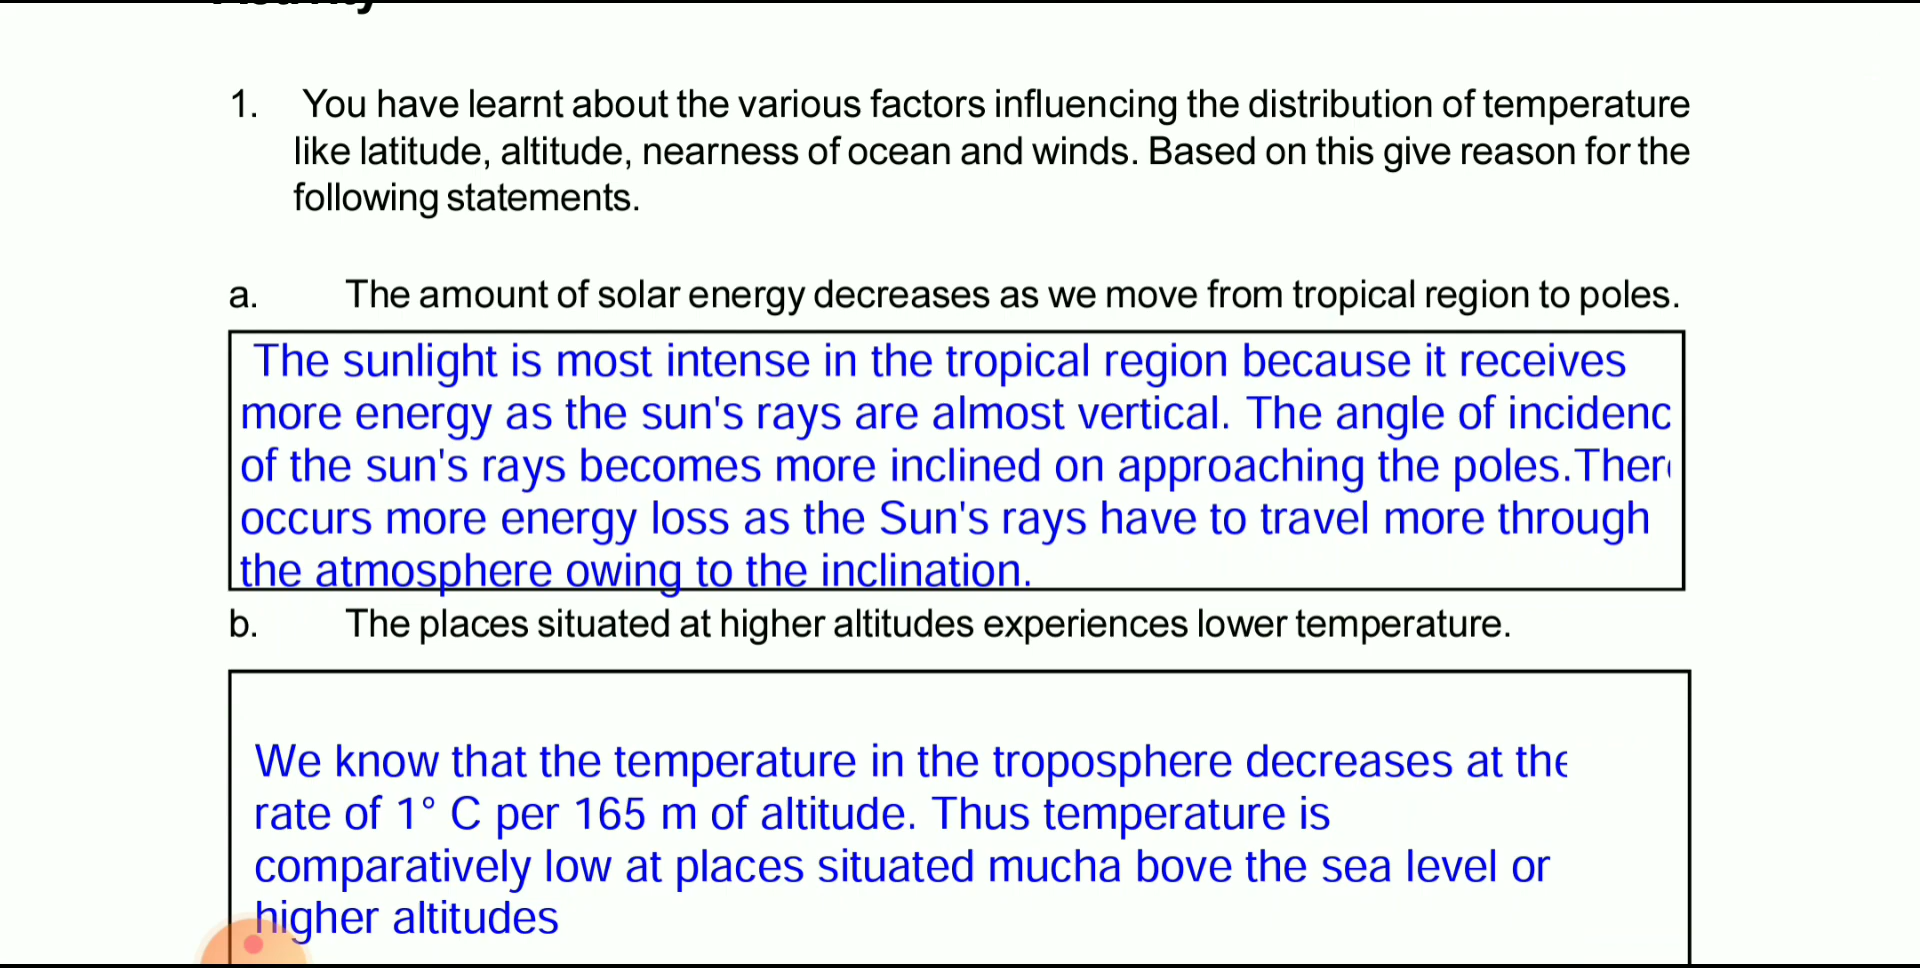 1. You have learnt about the various factors influencing the distribution of temperature
like latitude, altitude, nearness of ocean and winds. Based on this give reason for the
following statements.
a. The amount of solar energy decreases as we move from tropical region to poles.
The sunlight is most intense in the tropical region because it receives
more energy as the sun's rays are almost vertical. The angle of incidenc
of the sun's rays becomes more inclined on approaching the poles.Ther
occurs more energy loss as the Sun's rays have to travel more through
the atmosphere owing to the inclination.
b. The places situated at higher altitudes experiences lower temperature.
We know that the temperature in the troposphere decreases at the
rate of 1° C per 165 m of altitude. Thus temperature is
comparatively low at places situated mucha bove the sea level or
higher altitudes